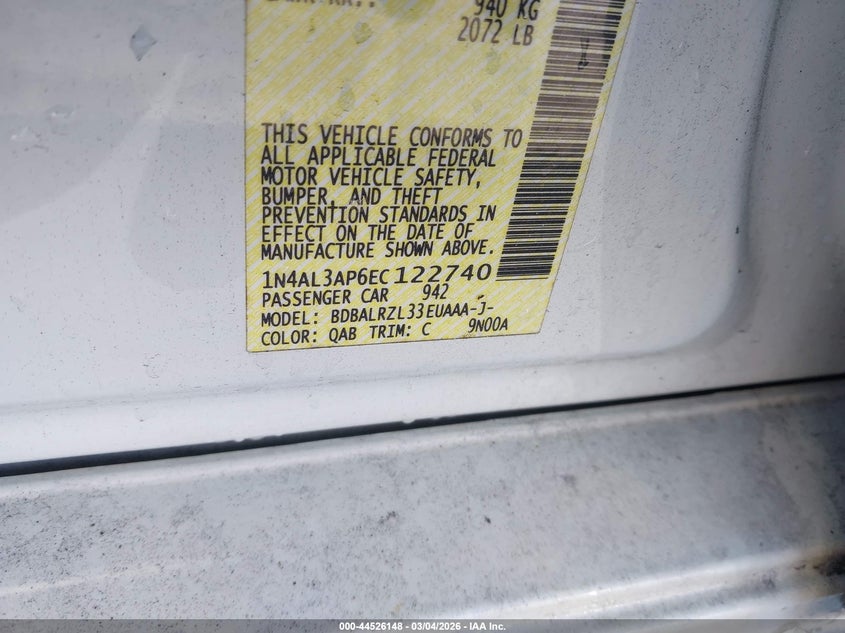 940 KG
2072 LB
THIS VEHICLE CONFORMS TO
ALL APPLICABLE FEDERAL
MOTOR VEHICLE SAFETY,
BUMPER, AND THEFT
PREVENTION STANDARDS IN
EFFECT ON THE DATE OF
MANUFACTURE SHOWN ABOVE.
1N4AL3AP6EC122740
PASSENGER CAR 942
MODEL: BDBALRZL33EUAAA-J-
COLOR: QAB TRIM: C 9N00A
000-44526148 - 03/04/2026 - IAA Inc.